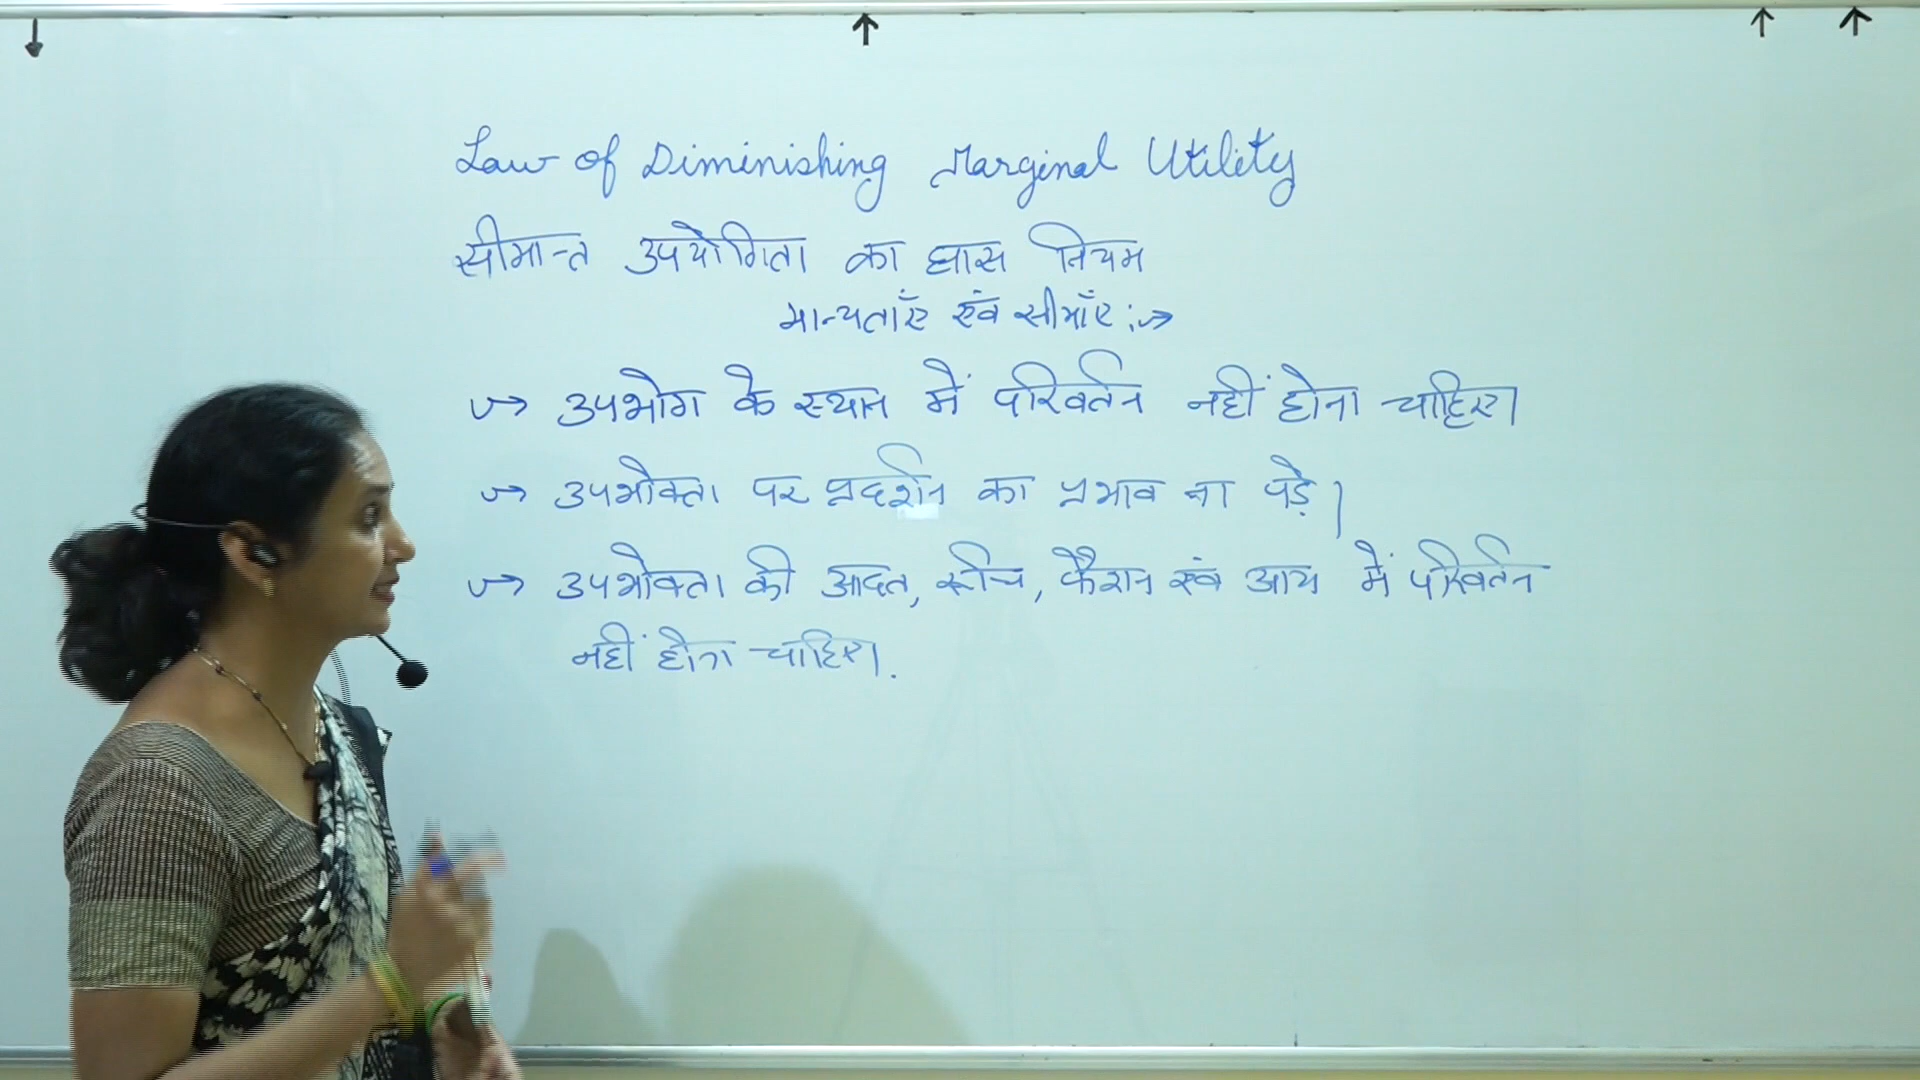 Law of Diminishing Marginal Utility
सीमान्त उपयोगिता का ह्रास नियम
मान्यताएँ एवं सीमाँए :->
-> उपभोग के स्थान में परिवर्तन नहीं होना चाहिए।
-> उपभोक्ता पर प्रदर्शन का प्रभाव ना पड़े।
-> उपभोक्ता की आदत, रूचि, फैशन एवं आय में परिवर्तन
नहीं होना चाहिए।.